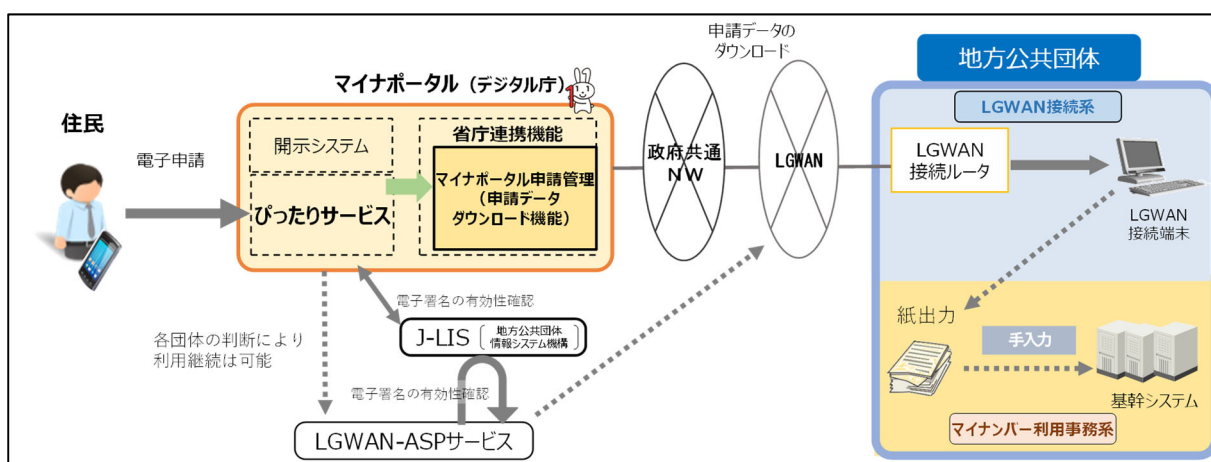 申請データの
ダウンロード
地方公共団体
マイナポータル（デジタル庁）
LGWAN接続系
住民
省庁連携機能
開示システム
電子申請
マイナポータル申請管理
（申請データ
ダウンロード機能）
ぴったりサービス
政府共通
NW
LGWAN
LGWAN
接続ルータ
LGWAN
接続端末
電子署名の有効性確認
各団体の判断により
利用継続は可能
J-LIS
地方公共団体
情報システム機構
紙出力
手入力
電子署名の有効性確認
基幹システム
LGWAN-ASPサービス
マイナンバー利用事務系